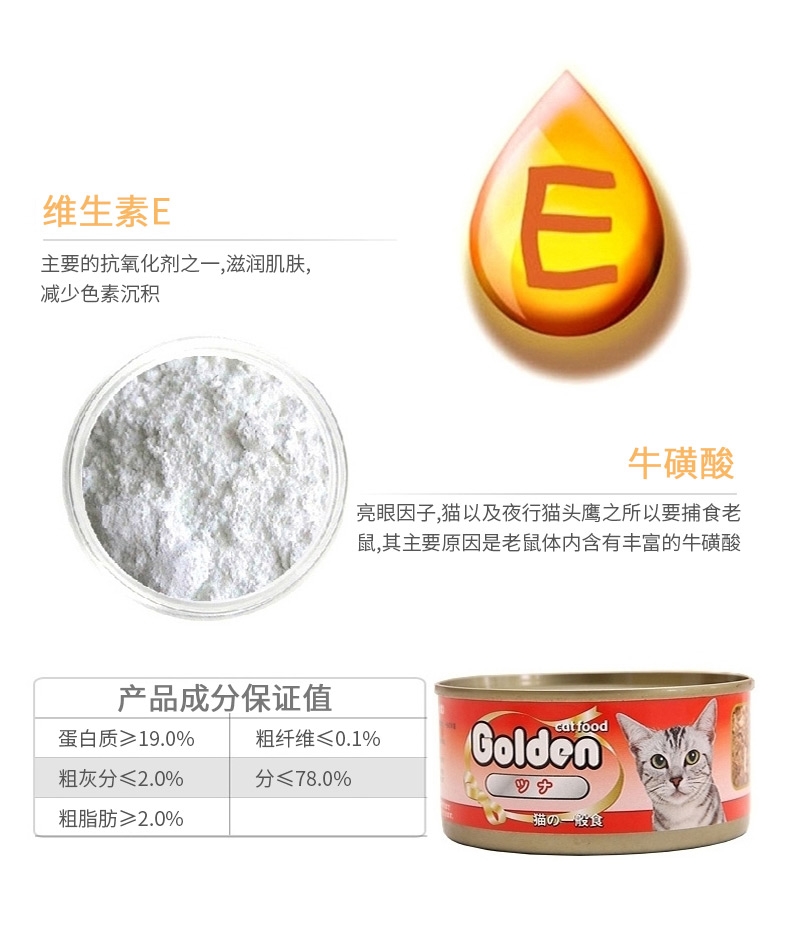 E
维生素E
主要的抗氧化剂之一,滋润肌肤,
减少色素沉积
牛磺酸
亮眼因子,猫以及夜行猫头鹰之所以要捕食老
鼠,其主要原因是老鼠体内含有丰富的牛磺酸
产品成分保证值
蛋白质≥19.0% 粗纤维≤0.1%
粗灰分≤2.0% 分≤78.0%
粗脂肪≥2.0%
cat food
Golden
ツナ
猫の一般食